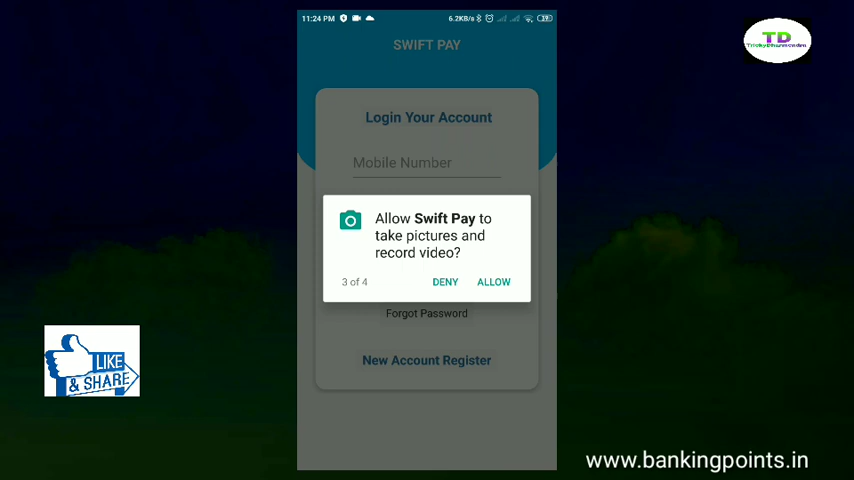 11:24 PM
6.2KB/s
39
SWIFT PAY
TD
Login Your Account
Mobile Number
Allow Swift Pay to
take pictures and
record video?
3 of 4
DENY
ALLOW
Forgot Password
New Account Register
LIKE
& SHARE
www.bankingpoints.in